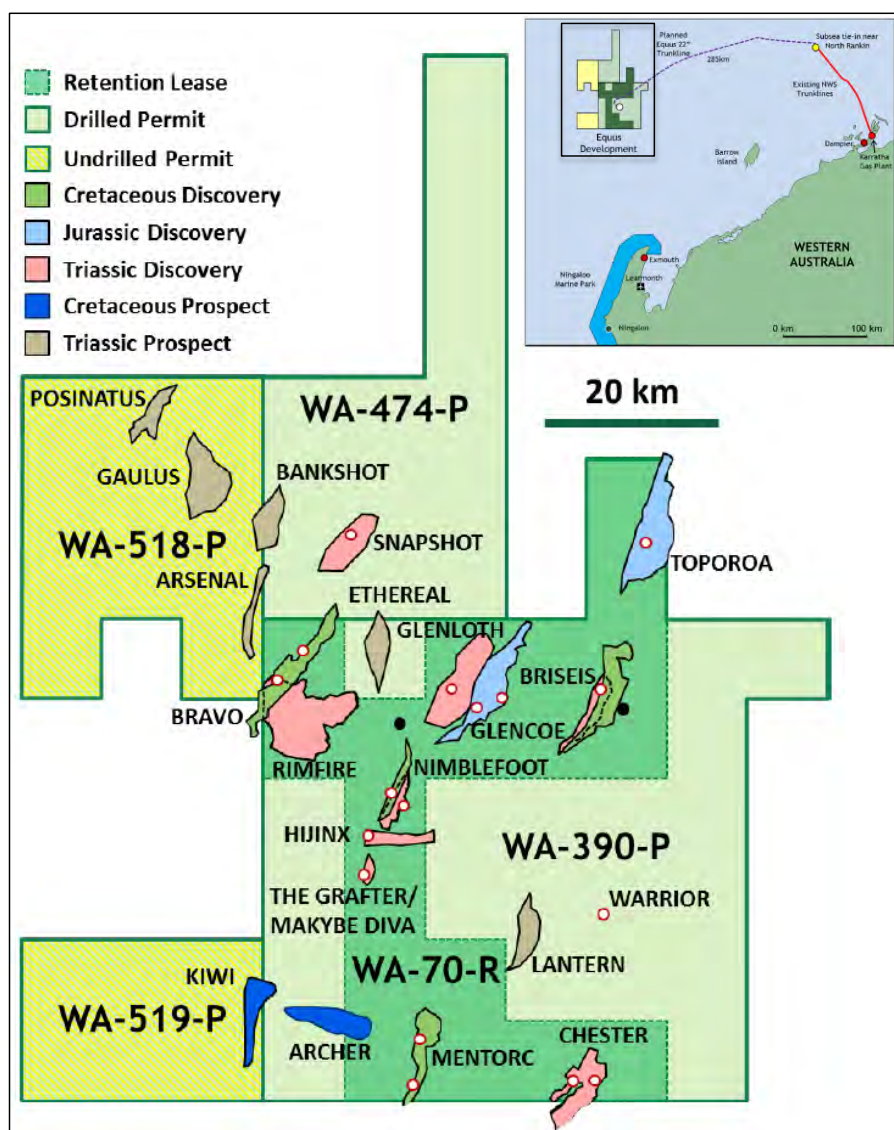 Retention Lease
Drilled Permit
Undrilled Permit
Cretaceous Discovery
Jurassic Discovery
Triassic Discovery
Cretaceous Prospect
Triassic Prospect
Planned
Equus 22"
Trunkline
285km
Subsea tie-in near
North Rankin
Existing NWS
Trunklines
Equus
Development
Barrow
Island
Dampier
Karratha
Gas Plant
WESTERN
AUSTRALIA
Ningaloo
Marine Park
Exmouth
Learmonth
Ningaloo
0 km
100 km
20 km
POSINATUS
WA-474-P
GAULUS
BANKSHOT
WA-518-P
SNAPSHOT
TOPOROA
ARSENAL
ETHEREAL
GLENLOTH
BRISEIS
BRAVO
GLENCOE
RIMFIRE
NIMBLEFOOT
HIJINX
WA-390-P
THE GRAFTER/
MAKYBE DIVA
WARRIOR
LANTERN
KIWI
WA-70-R
WA-519-P
ARCHER
MENTORC
CHESTER